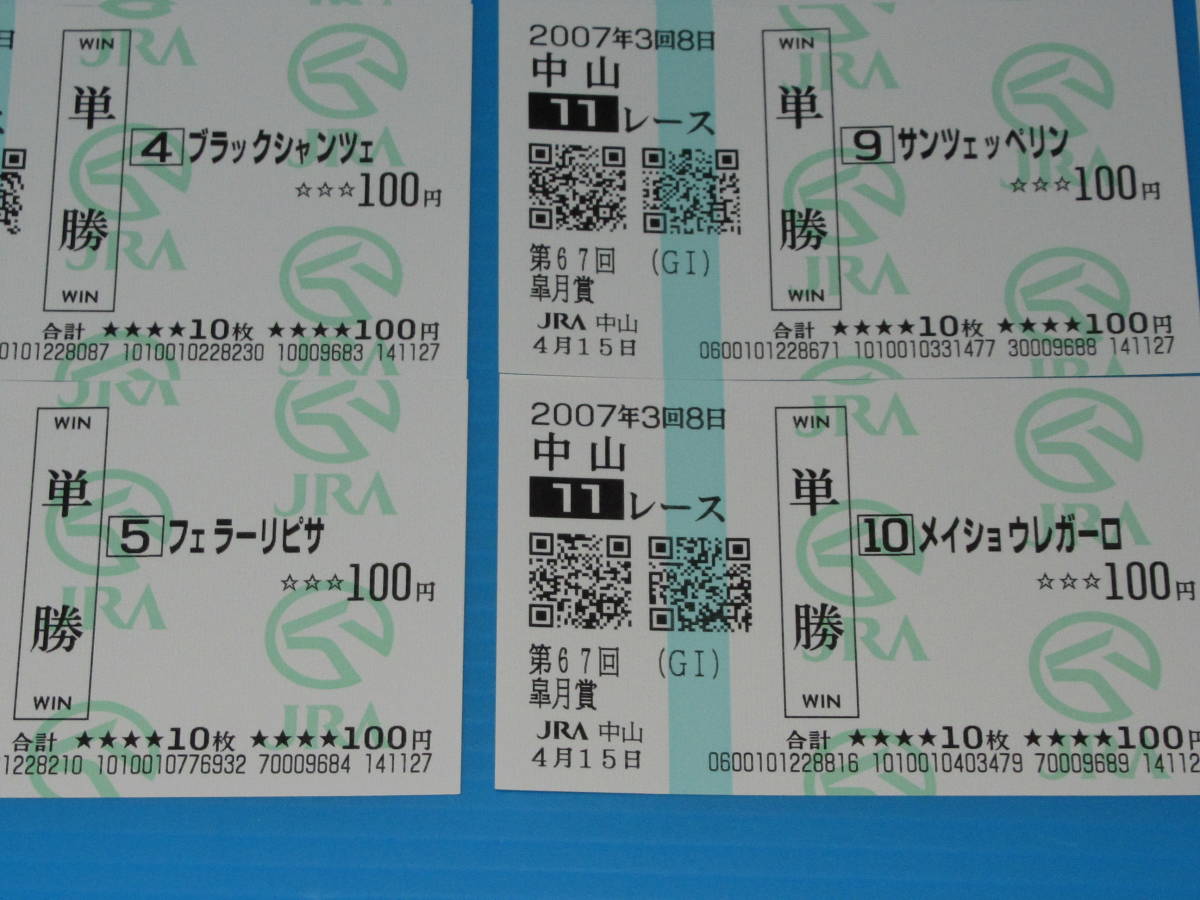 日
WIN
単
勝
WIN
4 ブラックシャンツェ
☆☆☆100円
合計 ★★★★10枚 ★★★★100円
0101228087 1010010228230 10009683 141127
JRA
2007年3回8日
中山
11レース
第67回 (GI)
皐月賞
JRA 中山
4月15日
WIN
単
勝
WIN
9 サンツェッペリン
☆☆☆100円
合計 ★★★★10枚 ★★★★100円
0600101228671 1010010331477 30009688 141127
JRA
WIN
単
勝
WIN
5 フェラーリピサ
☆☆☆100円
合計 ★★★★10枚 ★★★★100円
1228210 1010010776932 70009684 141127
JRA
2007年3回8日
中山
11レース
第67回 (GI)
皐月賞
JRA 中山
4月15日
WIN
単
勝
WIN
10 メイショウレガーロ
☆☆☆100円
合計 ★★★★10枚 ★★★★100円
0600101228816 1010010403479 70009689 14112
JRA